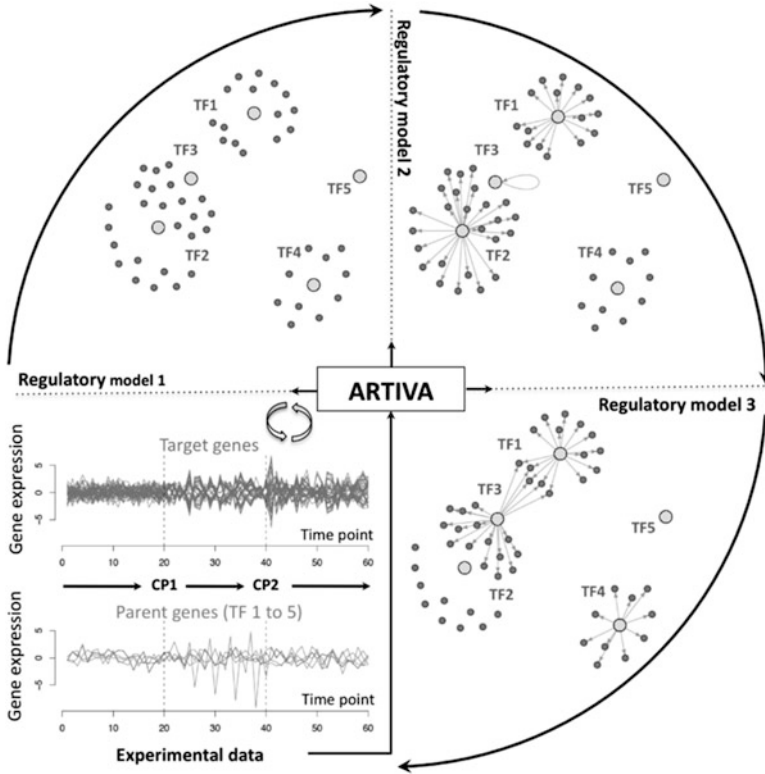 TF1
TF3
TF5
TF2
TF4
Regulatory model 1
Regulatory model 2
TF1
TF3
TF5
TF4
TF2
ARTIVA
Regulatory model 3
TF1
TF3
TF5
TF2
TF4
Target genes
Gene expression
5
0
-5
Time point
0 10 20 30 40 50 60
CP1 CP2
Parent genes (TF 1 to 5)
Gene expression
5
0
-5
Time point
0 10 20 30 40 50 60
Experimental data